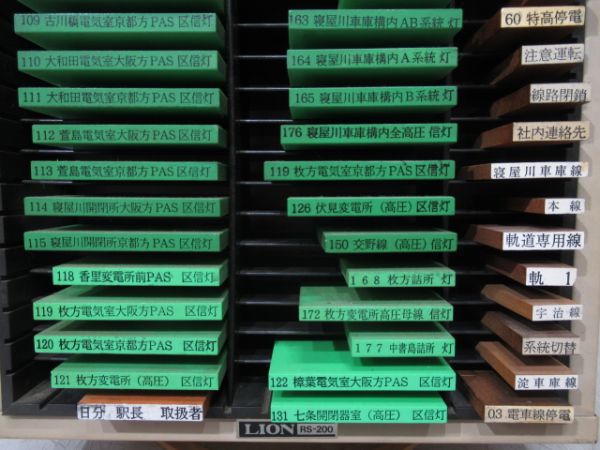 109 古川橋電気室京都方PAS 区信灯
110 大和田電気室大阪方PAS 区信灯
111 大和田電気室京都方PAS 区信灯
112 萱島電気室大阪方PAS 区信灯
113 萱島電気室京都方PAS 区信灯
114 寝屋川開閉所大阪方PAS 区信灯
115 寝屋川開閉所京都方PAS 区信灯
118 香里変電所前PAS 区信灯
119 枚方電気室大阪方PAS 区信灯
120 枚方電気室京都方PAS 区信灯
121 枚方変電所（高圧）区信灯
日分 駅長 取扱者
163 寝屋川車庫構内AB系統 灯
164 寝屋川車庫構内A系統 灯
165 寝屋川車庫構内B系統 灯
176 寝屋川車庫構内全高圧 信灯
119 枚方電気室京都方PAS 区信灯
126 伏見変電所（高圧）区信灯
150 交野線（高圧）信灯
168 枚方詰所 灯
172 枚方変電所高圧母線 信灯
177 中書島詰所 灯
122 樟葉電気室大阪方PAS 区信灯
131 七条開閉器室（高圧）区信灯
60 特高停電
注意運転
線路閉鎖
社内連絡先
寝屋川車庫線
本線
軌道専用線
軌 1
宇治線
系統切替
淀車庫線
03 電車線停電
LION RS-200